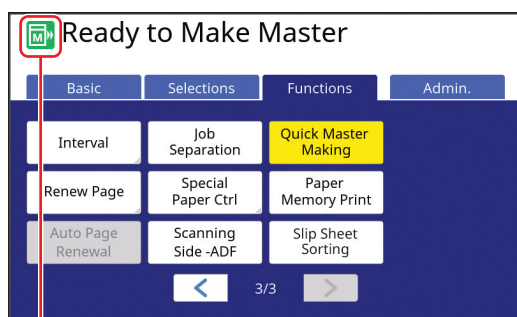 M
Ready to Make Master
Basic
Selections
Functions
Admin.
Interval
Job
Separation
Quick Master
Making
Renew Page
Special
Paper Ctrl
Paper
Memory Print
Auto Page
Renewal
Scanning
Side -ADF
Slip Sheet
Sorting
< 3/3 >